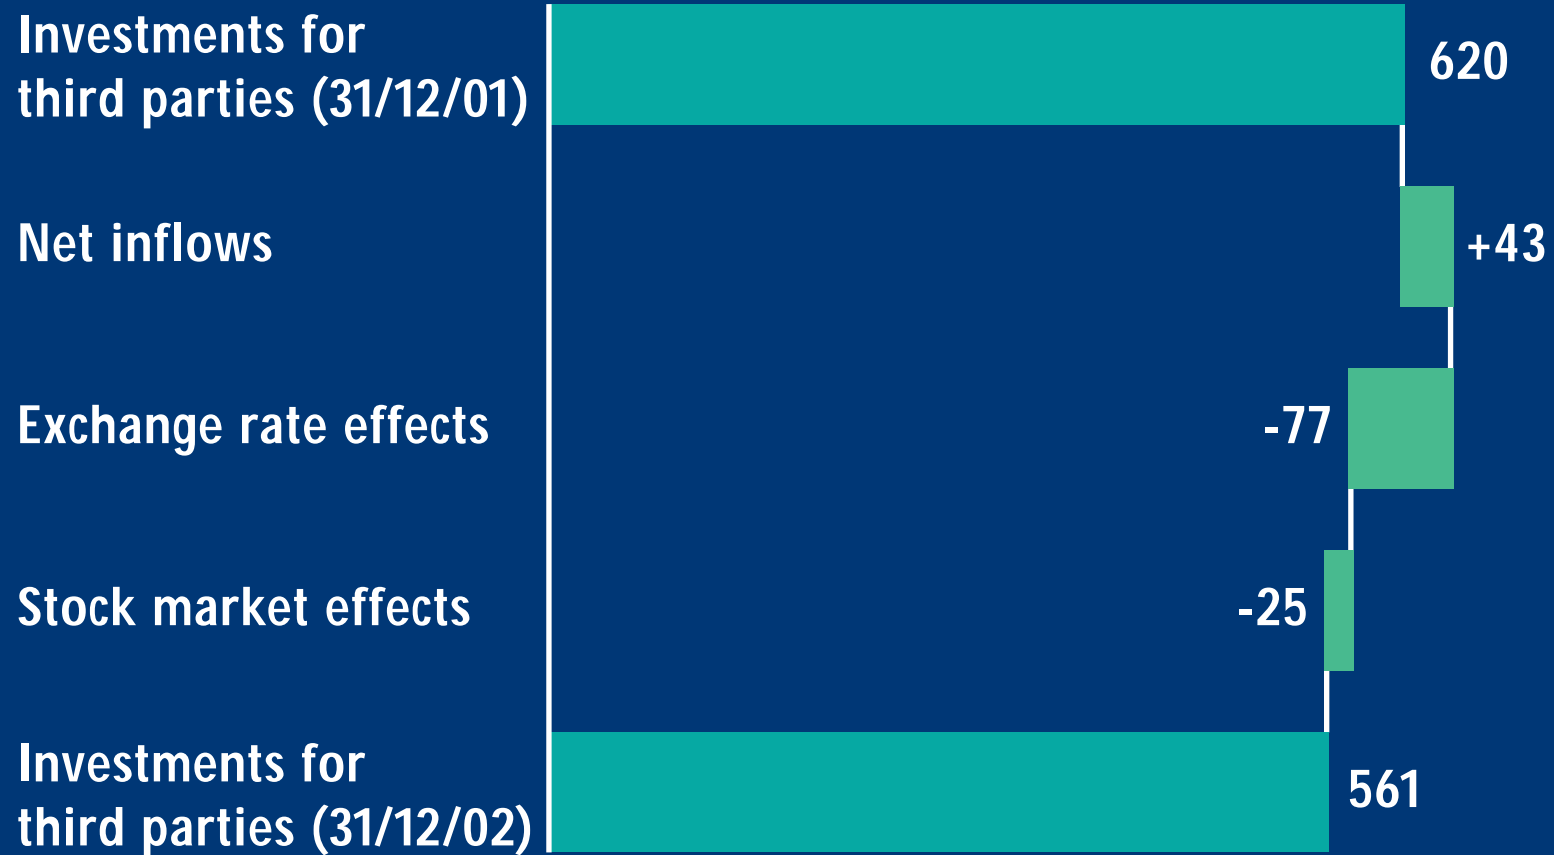 Investments for
third parties (31/12/01)
620
Net inflows
+43
Exchange rate effects
-77
Stock market effects
-25
Investments for
third parties (31/12/02)
561